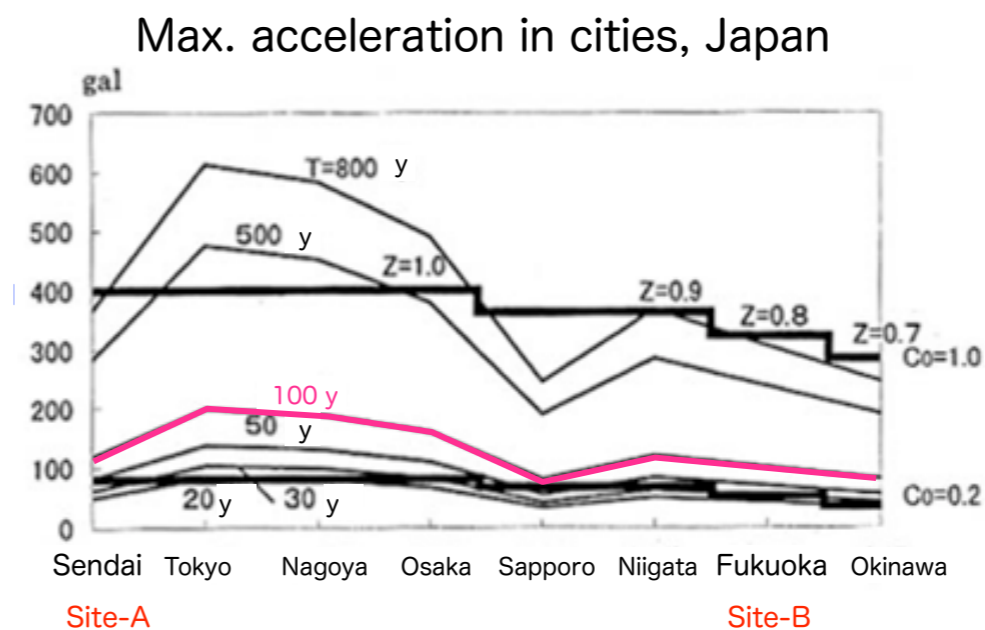 Max. acceleration in cities, Japan
gal
700
600
500
400
300
200
100
0
T=800 y
500 y
Z=1.0
Z=0.9
Z=0.8
Z=0.7
Co=1.0
100 y
50 y
20 y
30 y
Co=0.2
Sendai Tokyo Nagoya Osaka Sapporo Niigata Fukuoka Okinawa
Site-A Site-B